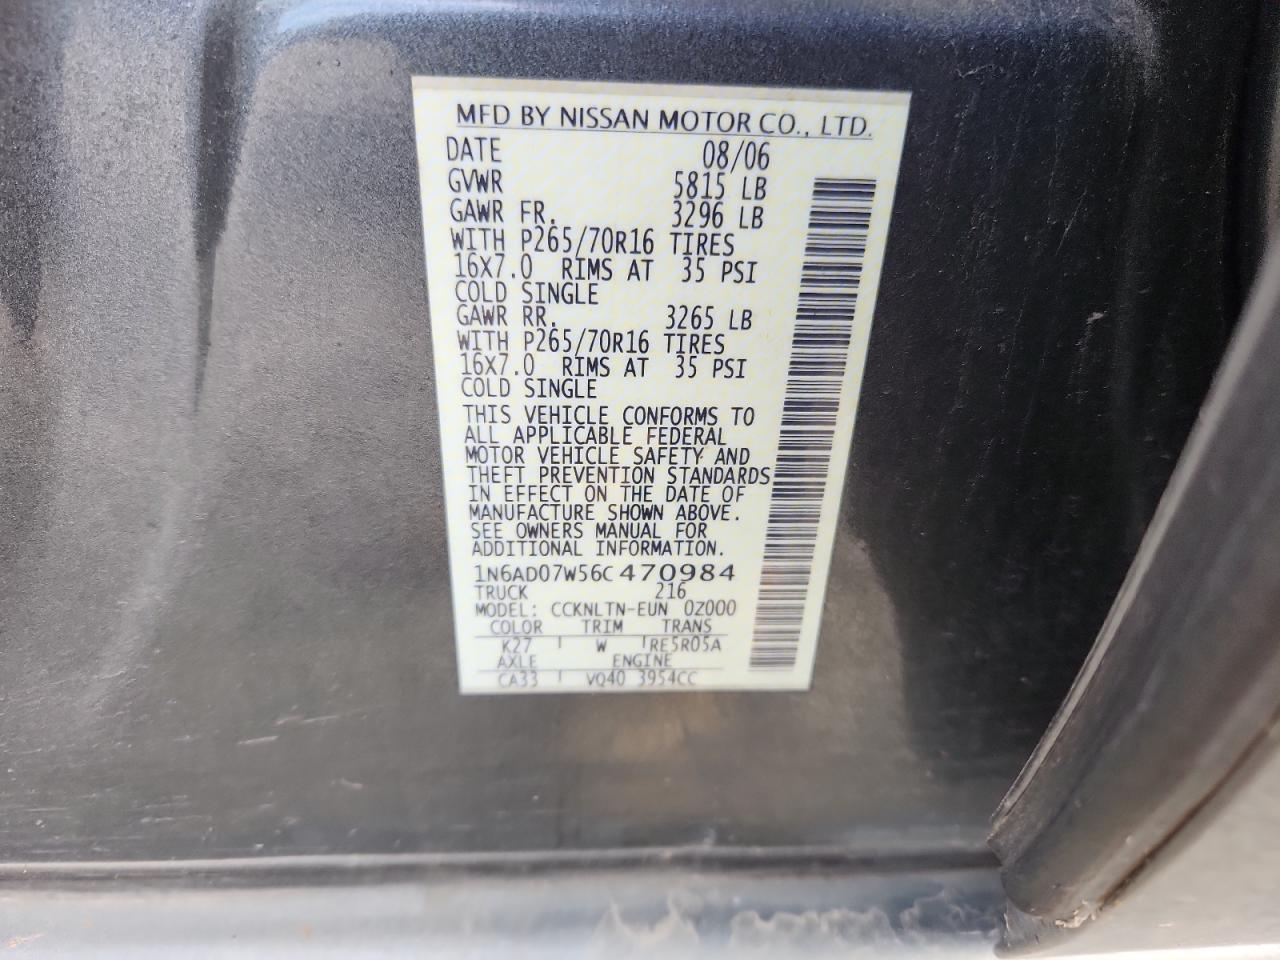 MFD BY NISSAN MOTOR CO., LTD.
DATE 08/06
GVWR 5815 LB
GAWR FR. 3296 LB
WITH P265/70R16 TIRES
16X7.0 RIMS AT 35 PSI
COLD SINGLE
GAWR RR. 3265 LB
WITH P265/70R16 TIRES
16X7.0 RIMS AT 35 PSI
COLD SINGLE
THIS VEHICLE CONFORMS TO
ALL APPLICABLE FEDERAL
MOTOR VEHICLE SAFETY AND
THEFT PREVENTION STANDARDS
IN EFFECT ON THE DATE OF
MANUFACTURE SHOWN ABOVE.
SEE OWNERS MANUAL FOR
ADDITIONAL INFORMATION.
1N6AD07W56C470984
TRUCK 216
MODEL: CCKNLTN-EUN 0Z000
COLOR TRIM TRANS
K27 W RE5R05A
AXLE ENGINE
CA33 VQ40 3954CC